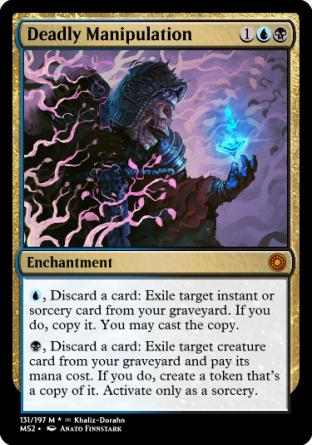 Deadly Manipulation 1
Enchantment
, Discard a card: Exile target instant or
sorcery card from your graveyard. If you
do, copy it. You may cast the copy.
, Discard a card: Exile target creature
card from your graveyard and pay its
mana cost. If you do, create a token that's
a copy of it. Activate only as a sorcery.
131/197 M * ∞ Khaliz-Dorahn
MS2 • Anato Finnstark